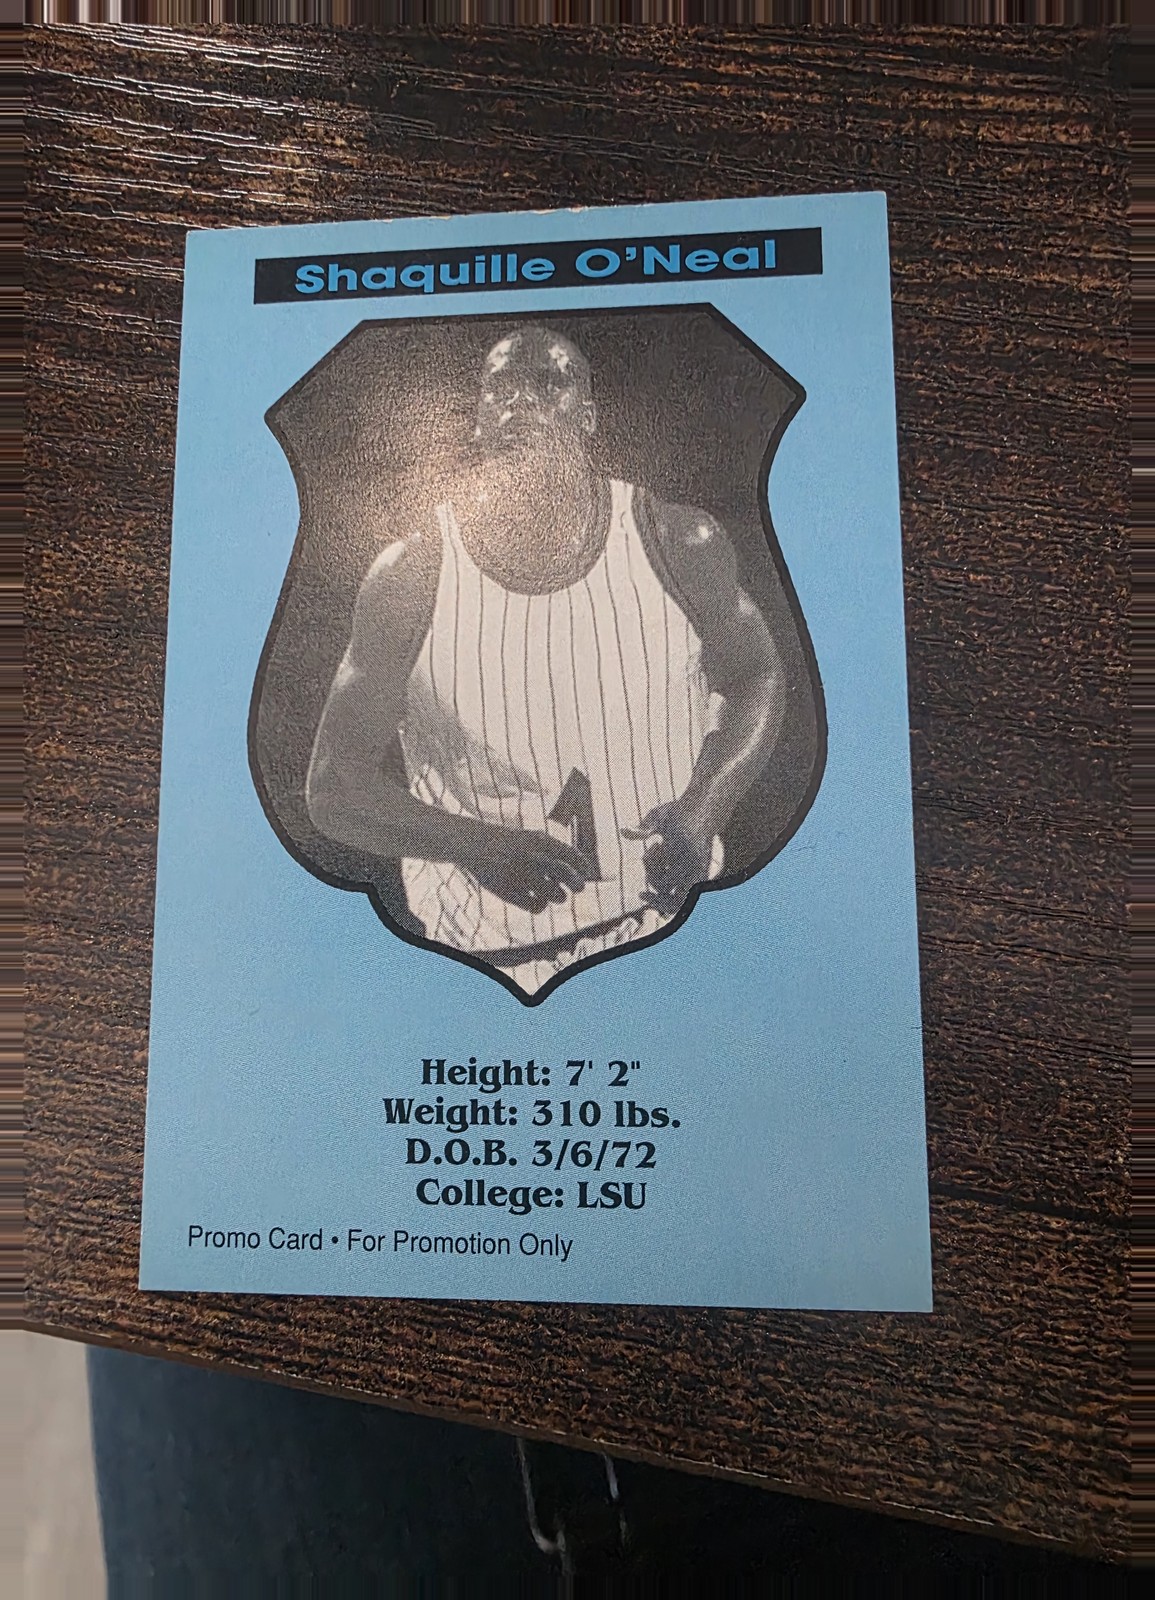 Shaquille O'Neal
Height: 7' 2"
Weight: 310 lbs.
D.O.B. 3/6/72
College: LSU
Promo Card • For Promotion Only